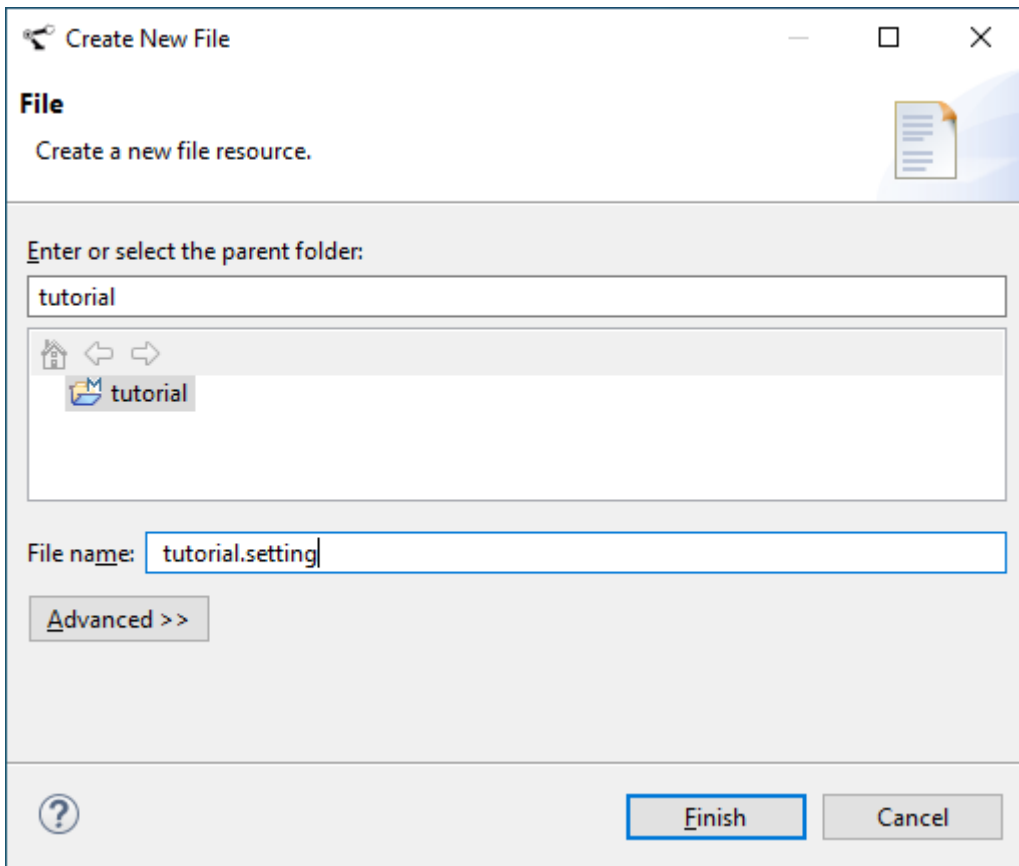 Create New File
File
Create a new file resource.
Enter or select the parent folder:
tutorial
tutorial
File name: tutorial.setting
Advanced >>
Finish Cancel